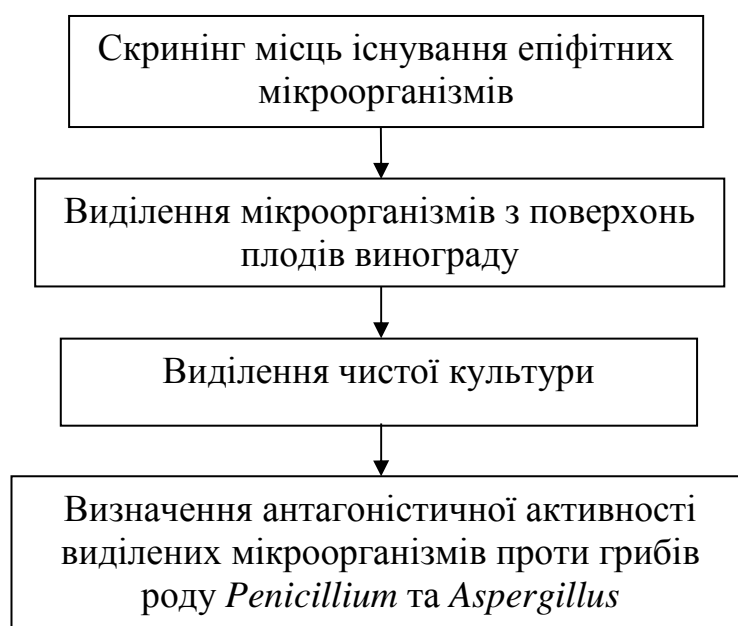 Скринінг місць існування епіфітних
мікроорганізмів
Виділення мікроорганізмів з поверхонь
плодів винограду
Виділення чистої культури
Визначення антагоністичної активності
виділених мікроорганізмів проти грибів
роду Penicillium та Aspergillus